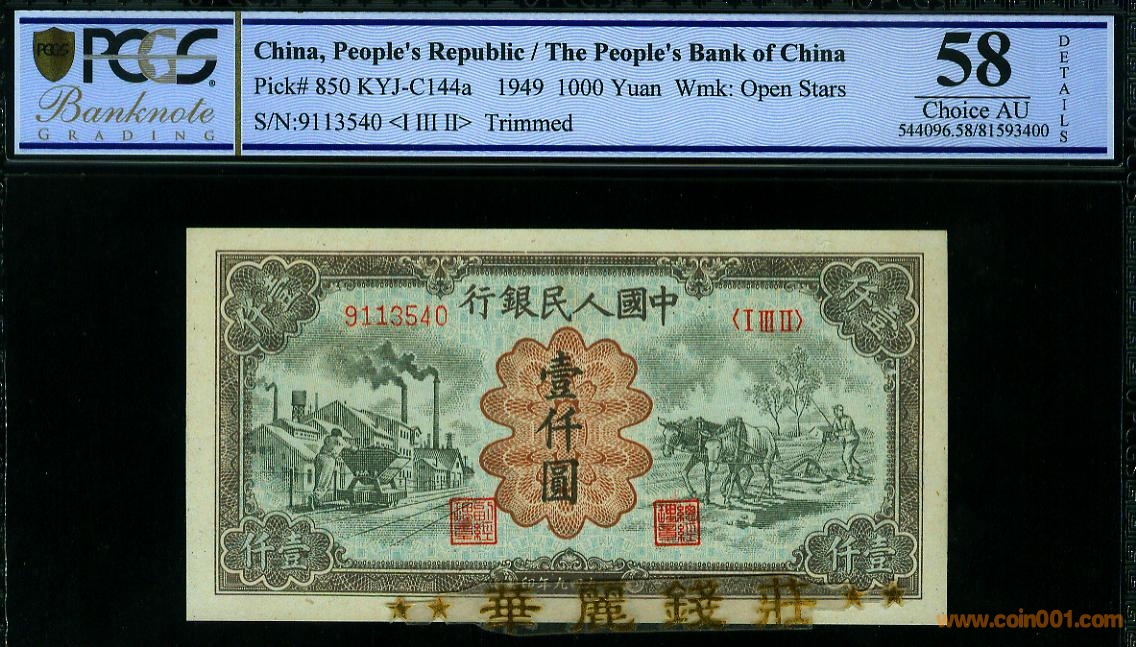 PCGS
PCGS
Banknote
GRADING
China, People's Republic / The People's Bank of China
Pick# 850 KYJ-C144a 1949 1000 Yuan Wmk: Open Stars
S/N:9113540 <I III II> Trimmed
58
Choice AU
544096.58/81593400
DETAILS
行銀民人國中
9113540
〈I III II〉
壹仟
仟壹
壹仟圓
仟壹
仟壹
華麗錢莊
www.coin001.com